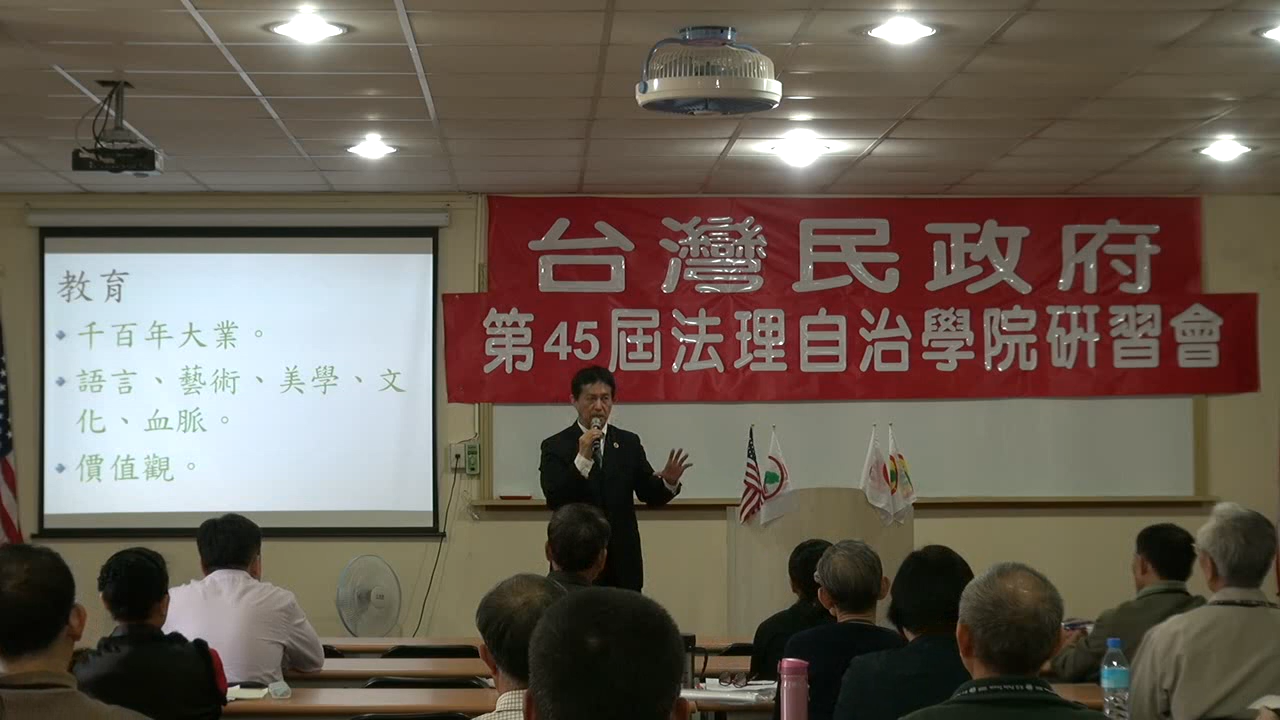 台灣民政府
第45屆法理自治學院研習會
教育
千百年大業。
語言、藝術、美學、文
化、血脈。
價值觀。